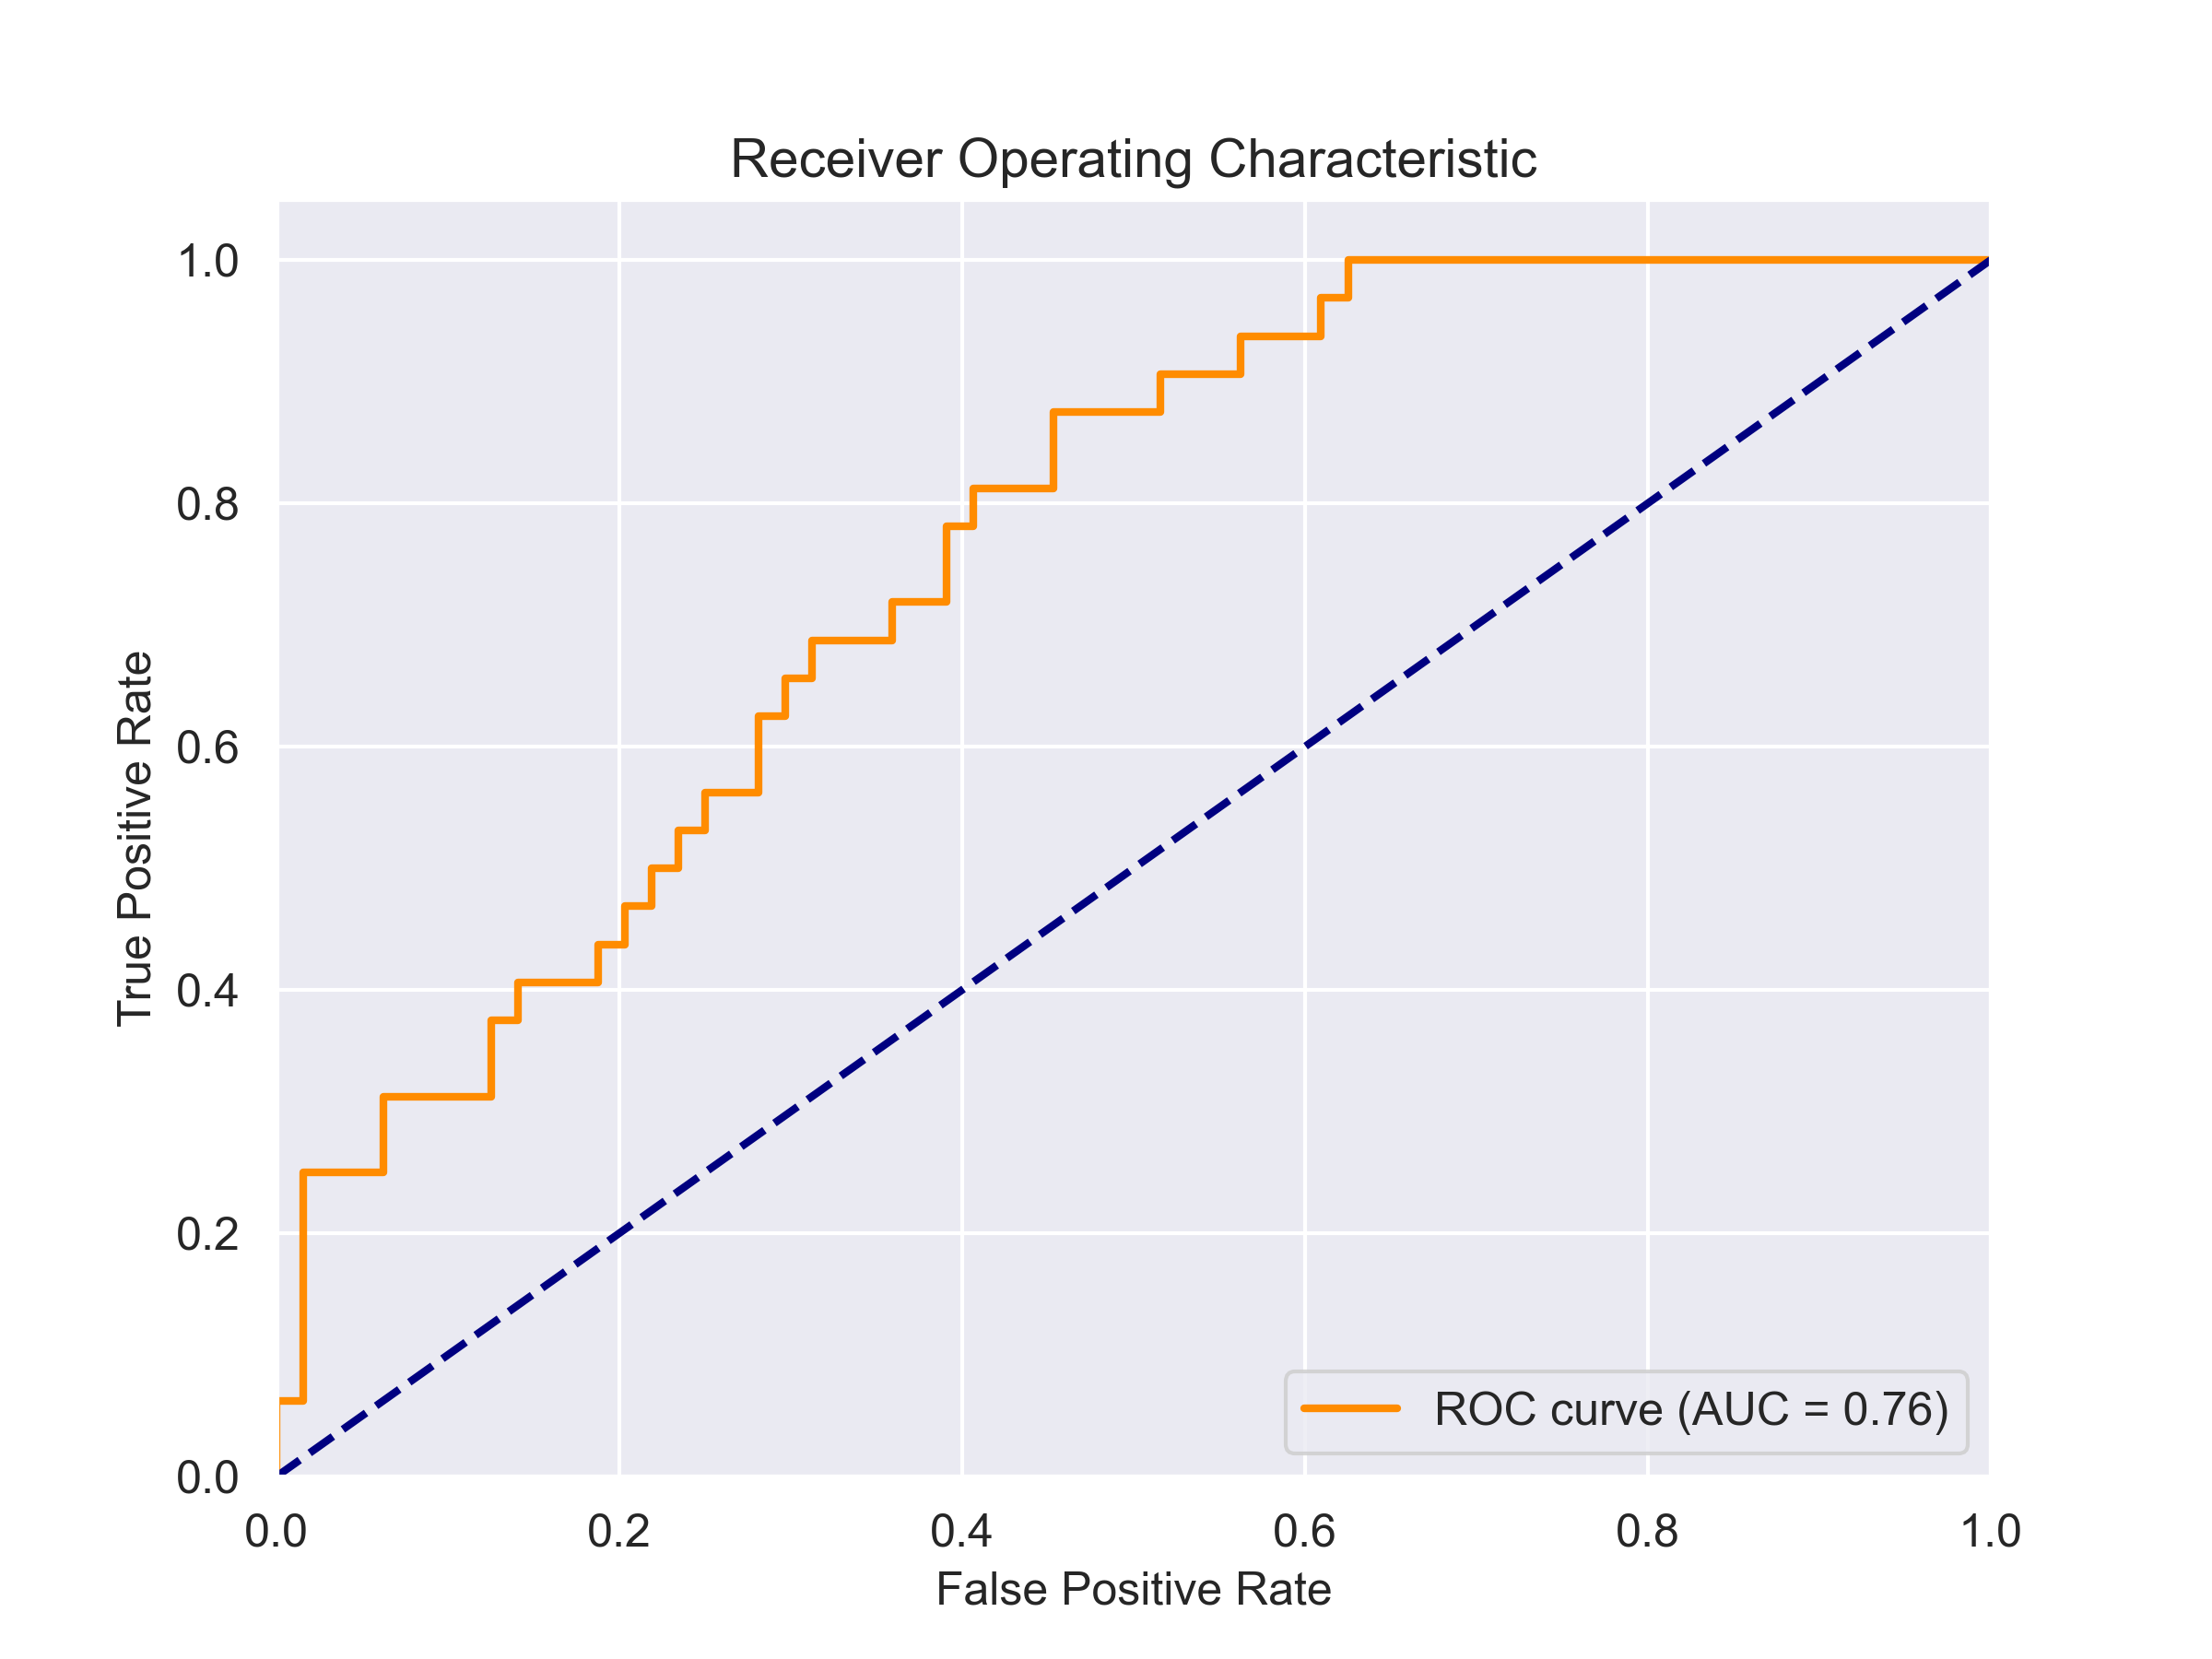 Receiver Operating Characteristic
1.0
0.8
0.6
0.4
0.2
0.0
True Positive Rate
ROC curve (AUC = 0.76)
0.0 0.2 0.4 0.6 0.8 1.0
False Positive Rate